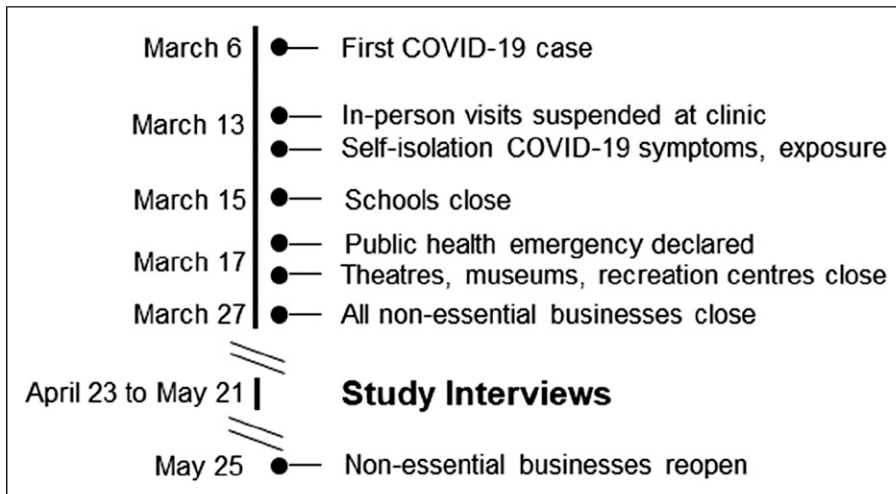 March 6 First COVID-19 case
March 13 In-person visits suspended at clinic
Self-isolation COVID-19 symptoms, exposure
March 15 Schools close
March 17 Public health emergency declared
Theatres, museums, recreation centres close
March 27 All non-essential businesses close
April 23 to May 21 Study Interviews
May 25 Non-essential businesses reopen